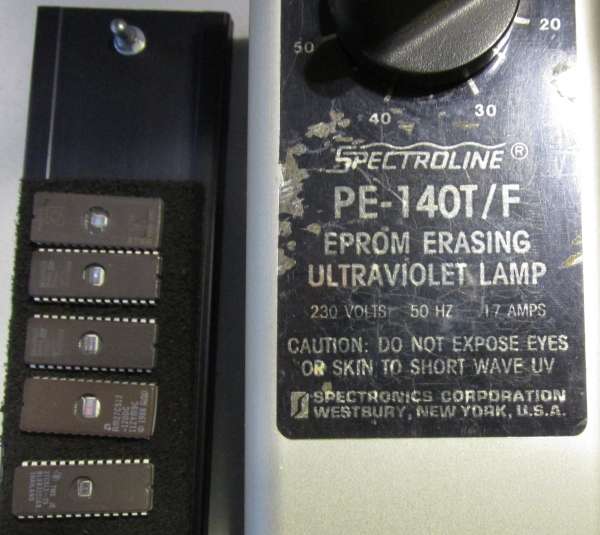 20
50
30
40
SPECTROLINE®
PE-140T/F
EPROM ERASING
ULTRAVIOLET LAMP
230 VOLTS 50 HZ .17 AMPS
CAUTION: DO NOT EXPOSE EYES
OR SKIN TO SHORT WAVE UV
SPECTRONICS CORPORATION
WESTBURY, NEW YORK, U.S.A.